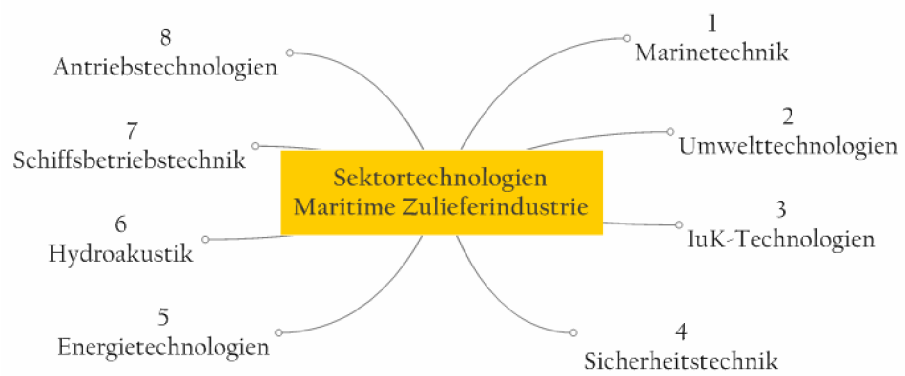 8
Antriebstechnologien
1
Marinetechnik
7
Schiffsbetriebstechnik
2
Umwelttechnologien
Sektortechnologien
Maritime Zulieferindustrie
6
Hydroakustik
3
IuK-Technologien
5
Energietechnologien
4
Sicherheitstechnik